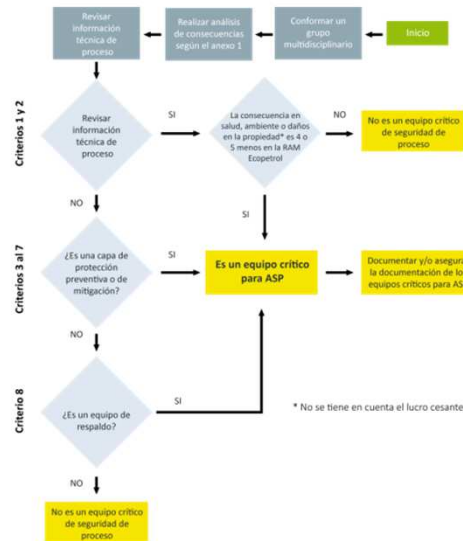 Revisar
información
técnica de
proceso
Realizar análisis
de consecuencias
según el anexo 1
Conformar un
grupo
multidisciplinario
Inicio
Criterios 1 y 2
Revisar
información
técnica de
proceso
SI
La consecuencia en
salud, ambiente o daños
en la propiedad* es 4 o
5 menos en la RAM
Ecopetrol
NO
No es un equipo crítico
de seguridad de
proceso
NO
SI
Criterios 3 al 7
¿Es una capa de
protección
preventiva o de
mitigación?
SI
Es un equipo crítico
para ASP
Documentar y/o asegura
la documentación de lo
equipos críticos para AS
NO
Criterio 8
¿Es un equipo de
respaldo?
SI
* No se tiene en cuenta el lucro cesante
NO
No es un equipo crítico
de seguridad de
proceso